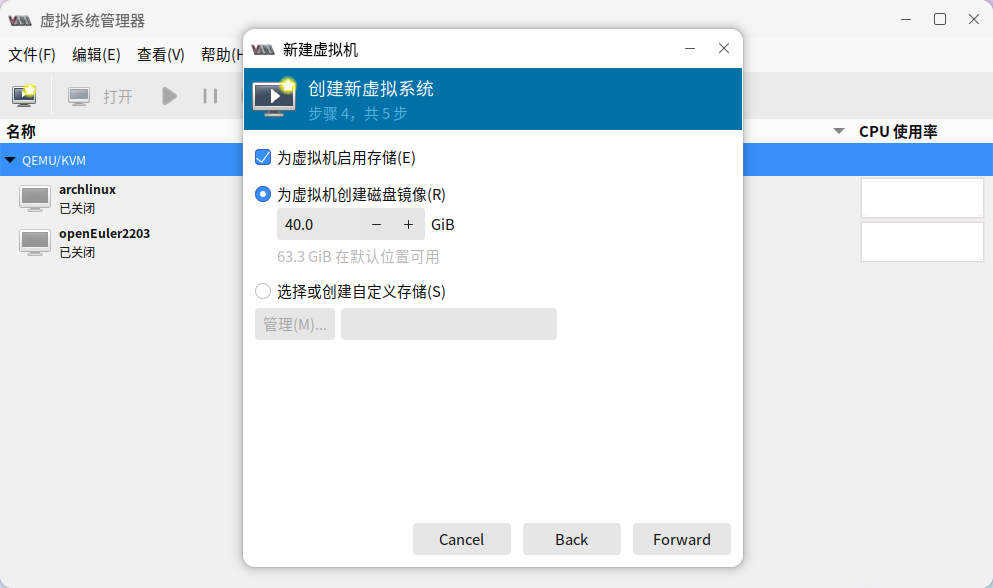 虚拟系统管理器
文件(F) 编辑(E) 查看(V) 帮助(H
打开
名称
CPU 使用率
QEMU/KVM
archlinux
已关闭
openEuler2203
已关闭
新建虚拟机
创建新虚拟系统
步骤 4，共 5 步
为虚拟机启用存储(E)
为虚拟机创建磁盘镜像(R)
40.0 − + GiB
63.3 GiB 在默认位置可用
选择或创建自定义存储(S)
管理(M)...
Cancel Back Forward